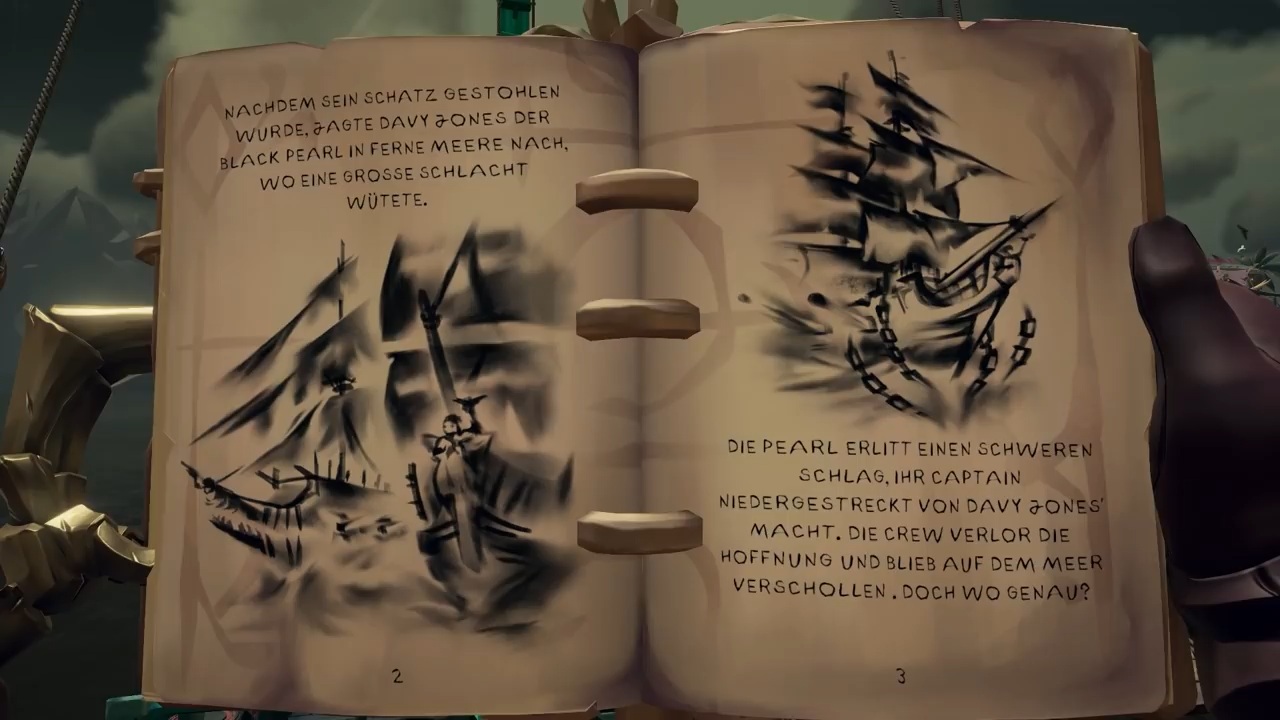 NACHDEM SEIN SCHATZ GESTOHLEN
WURDE, JAGTE DAVY JONES DER
BLACK PEARL IN FERNE MEERE NACH,
WO EINE GROSSE SCHLACHT
WÜTETE.
2
DIE PEARL ERLITT EINEN SCHWEREN
SCHLAG, IHR CAPTAIN
NIEDERGESTRECKT VON DAVY JONES'
MACHT. DIE CREW VERLOR DIE
HOFFNUNG UND BLIEB AUF DEM MEER
VERSCHOLLEN. DOCH WO GENAU?
3